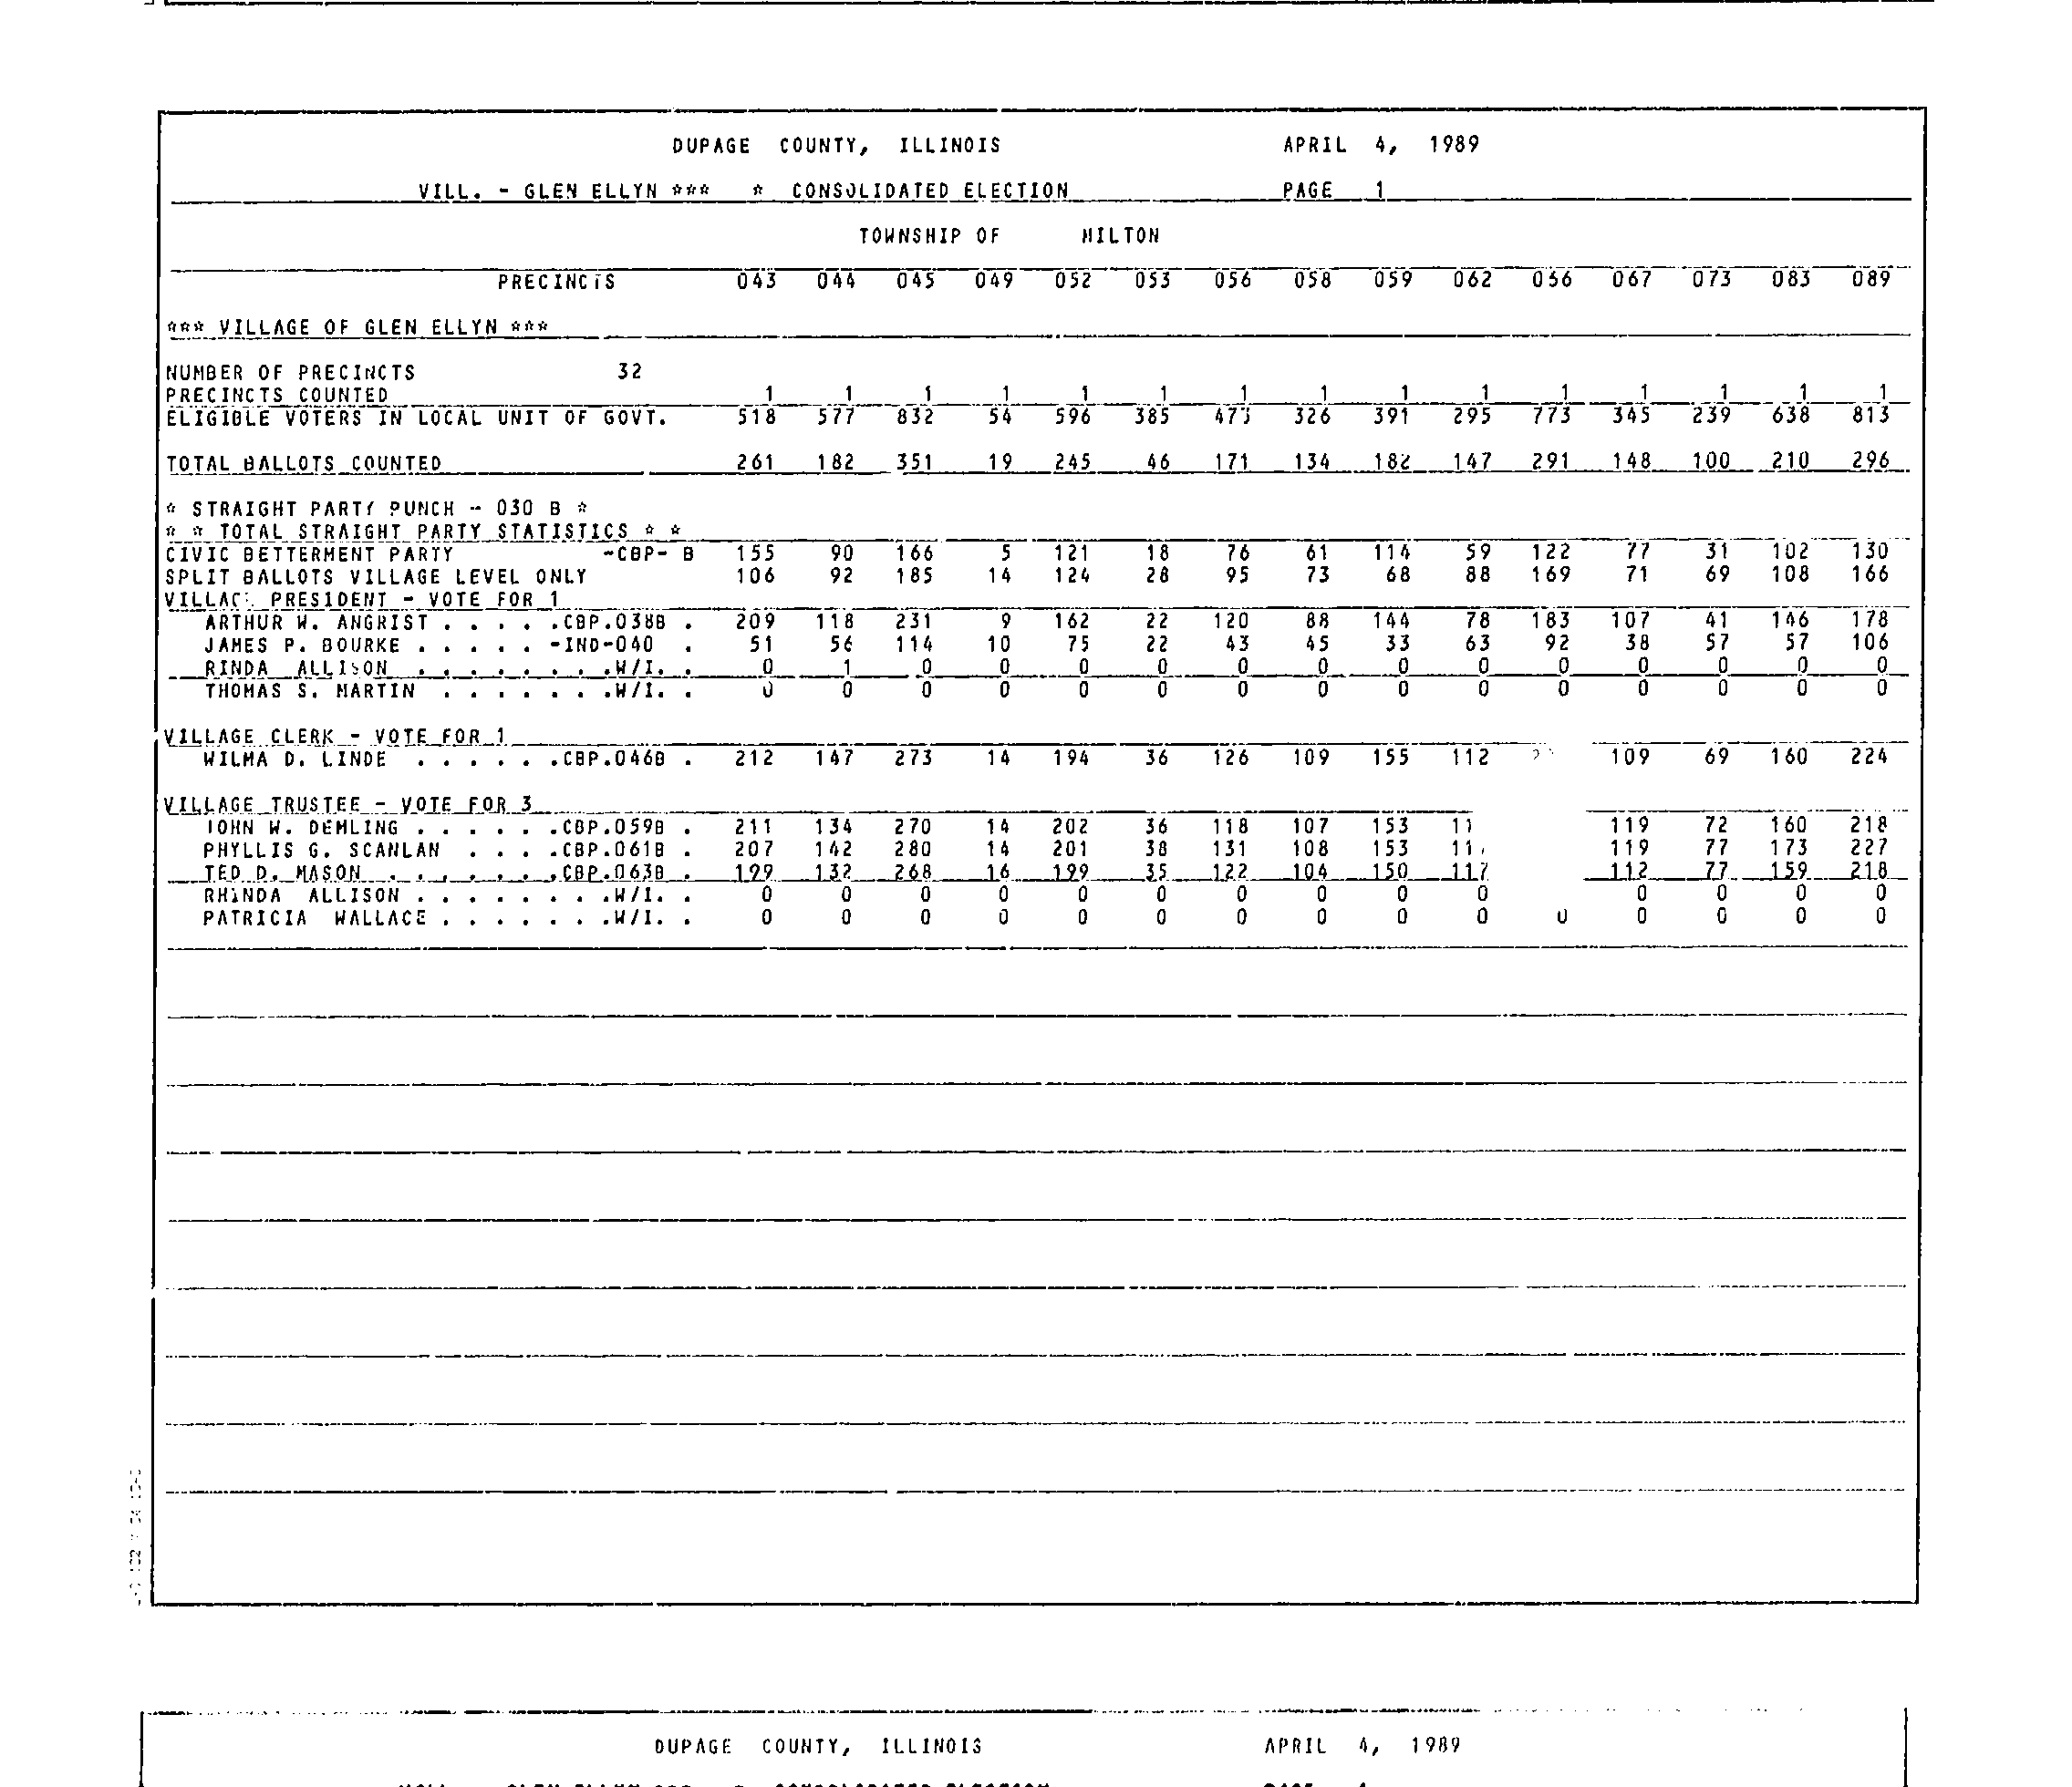 DUPAGE COUNTY, ILLINOIS APRIL 4, 1989
VILL. - GLEN ELLYN *** * CONSOLIDATED ELECTION PAGE 1
TOWNSHIP OF MILTON
PRECINCTS 043 044 045 049 052 053 056 058 059 062 066 067 073 083 089
*** VILLAGE OF GLEN ELLYN ***
NUMBER OF PRECINCTS 32
PRECINCTS COUNTED 1 1 1 1 1 1 1 1 1 1 1 1 1 1 1
ELIGIBLE VOTERS IN LOCAL UNIT OF GOVT. 518 577 832 54 596 385 473 326 391 295 773 345 239 638 813
TOTAL BALLOTS COUNTED 261 182 351 19 245 46 171 134 182 147 291 148 100 210 296
* STRAIGHT PARTY PUNCH - 030 B *
* * TOTAL STRAIGHT PARTY STATISTICS * *
CIVIC BETTERMENT PARTY -CBP- B 155 90 166 5 121 18 76 61 114 59 122 77 31 102 130
SPLIT BALLOTS VILLAGE LEVEL ONLY 106 92 185 14 124 28 95 73 68 88 169 71 69 108 166
VILLAGE PRESIDENT - VOTE FOR 1
ARTHUR W. ANGRIST . . . . .CBP.038B . 209 118 231 9 162 22 120 88 144 78 183 107 41 146 178
JAMES P. BOURKE . . . . . -IND-040 . 51 56 114 10 75 22 43 45 33 63 92 38 57 57 106
RINDA ALLISON . . . . . . . .W/I. . 0 1 0 0 0 0 0 0 0 0 0 0 0 0 0
THOMAS S. MARTIN . . . . . . .W/I. . 0 0 0 0 0 0 0 0 0 0 0 0 0 0 0
VILLAGE CLERK - VOTE FOR 1
WILMA D. LINDE . . . . . .CBP.046B . 212 147 273 14 194 36 126 109 155 112 109 69 160 224
VILLAGE TRUSTEE - VOTE FOR 3
JOHN W. DEMLING . . . . . .CBP.059B . 211 134 270 14 202 36 118 107 153 119 72 160 218
PHYLLIS G. SCANLAN . . . .CBP.061B . 207 142 280 14 201 38 131 108 153 119 77 173 227
TED D. MASON . . . . . . .CBP.063B . 199 132 268 16 199 35 122 104 150 117 112 77 159 218
RHINDA ALLISON . . . . . . . .W/I. . 0 0 0 0 0 0 0 0 0 0 0 0 0 0
PATRICIA WALLACE . . . . . . .W/I. . 0 0 0 0 0 0 0 0 0 0 0 0 0 0 0
DUPAGE COUNTY, ILLINOIS APRIL 4, 1989